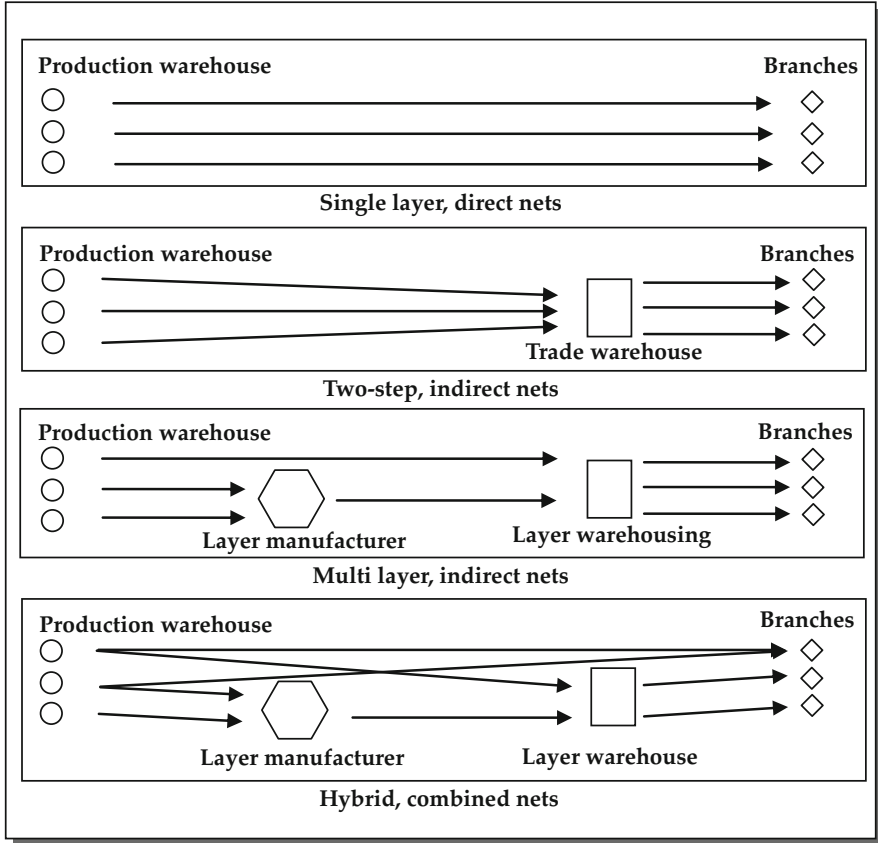 Production warehouse
Branches
Single layer, direct nets
Production warehouse
Branches
Trade warehouse
Two-step, indirect nets
Production warehouse
Branches
Layer manufacturer
Layer warehousing
Multi layer, indirect nets
Production warehouse
Branches
Layer manufacturer
Layer warehouse
Hybrid, combined nets